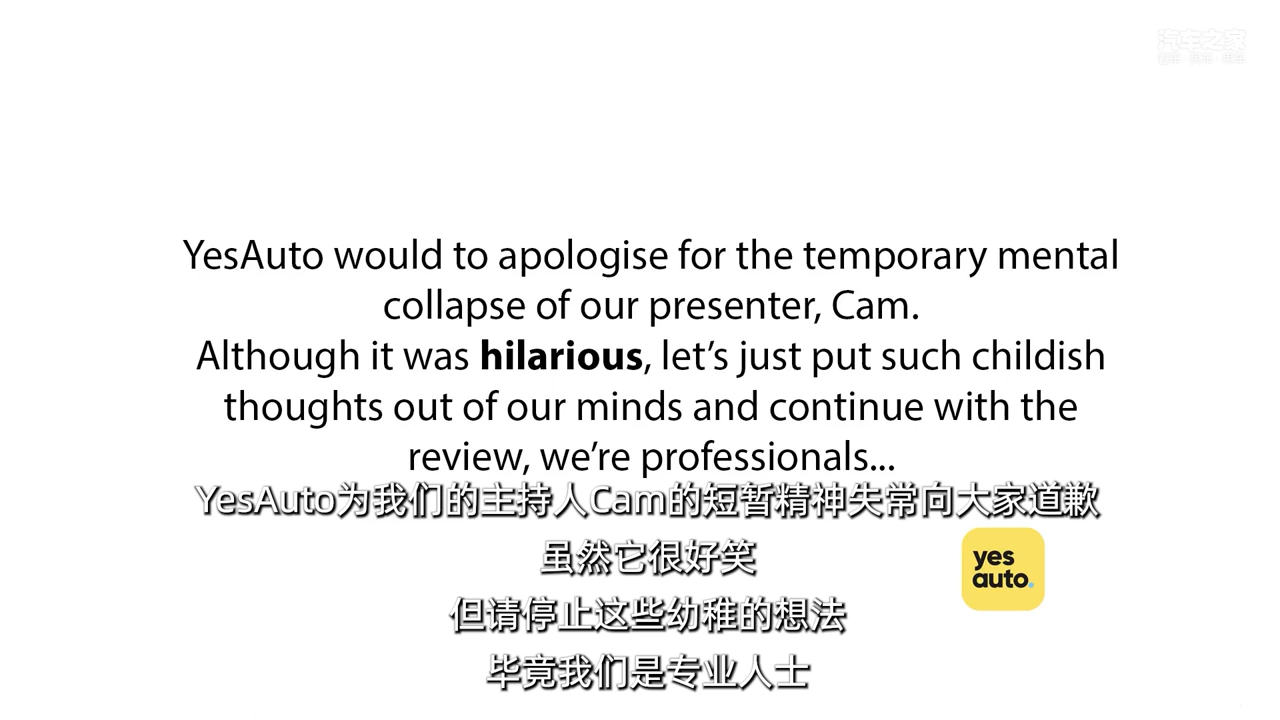 汽车之家
YesAuto would to apologise for the temporary mental
collapse of our presenter, Cam.
Although it was hilarious, let's just put such childish
thoughts out of our minds and continue with the
review, we're professionals...
YesAuto为我们的主持人Cam的短暂精神失常向大家道歉
虽然它很好笑
yes
auto.
但请停止这些幼稚的想法
毕竟我们是专业人士